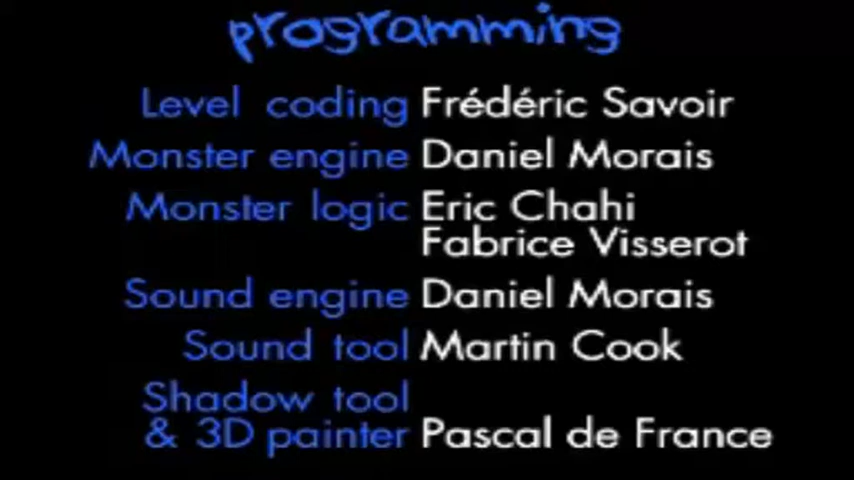 programming
Level coding Frédéric Savoir
Monster engine Daniel Morais
Monster logic Eric Chahi
Fabrice Visserot
Sound engine Daniel Morais
Sound tool Martin Cook
Shadow tool
& 3D painter Pascal de France